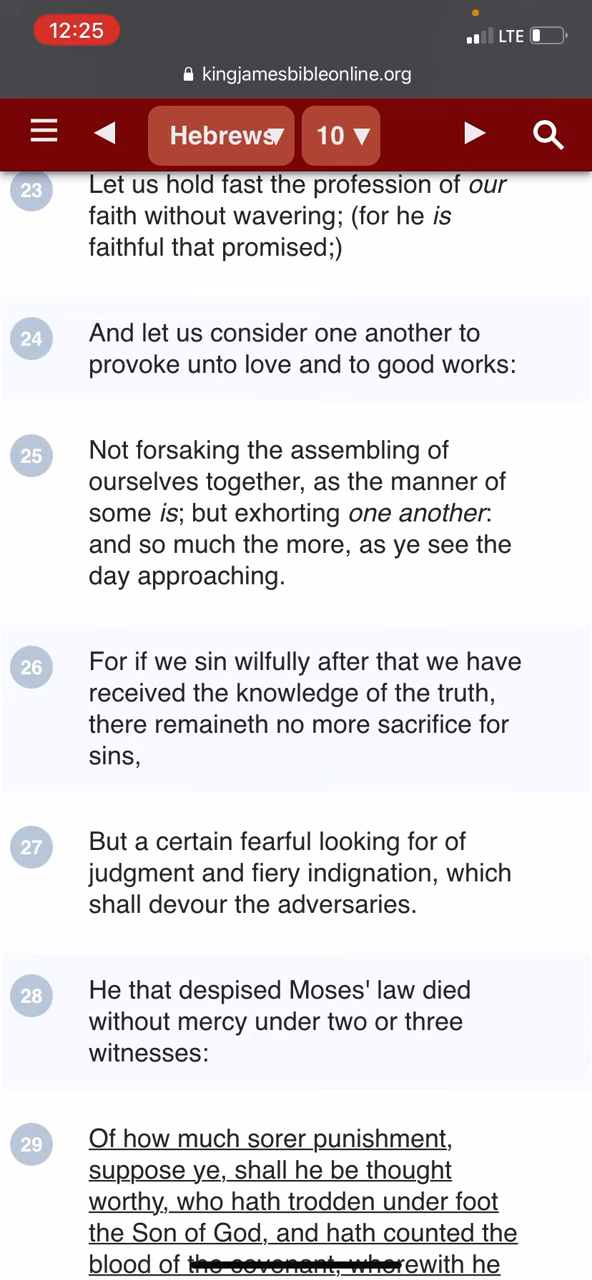 12:25
LTE
kingjamesbibleonline.org
Hebrews
10
23
Let us hold fast the profession of our
faith without wavering; (for he is
faithful that promised;)
24
And let us consider one another to
provoke unto love and to good works:
25
Not forsaking the assembling of
ourselves together, as the manner of
some is; but exhorting one another:
and so much the more, as ye see the
day approaching.
26
For if we sin wilfully after that we have
received the knowledge of the truth,
there remaineth no more sacrifice for
sins,
27
But a certain fearful looking for of
judgment and fiery indignation, which
shall devour the adversaries.
28
He that despised Moses' law died
without mercy under two or three
witnesses:
29
Of how much sorer punishment,
suppose ye, shall he be thought
worthy, who hath trodden under foot
the Son of God, and hath counted the
blood of the covenant, wherewith he